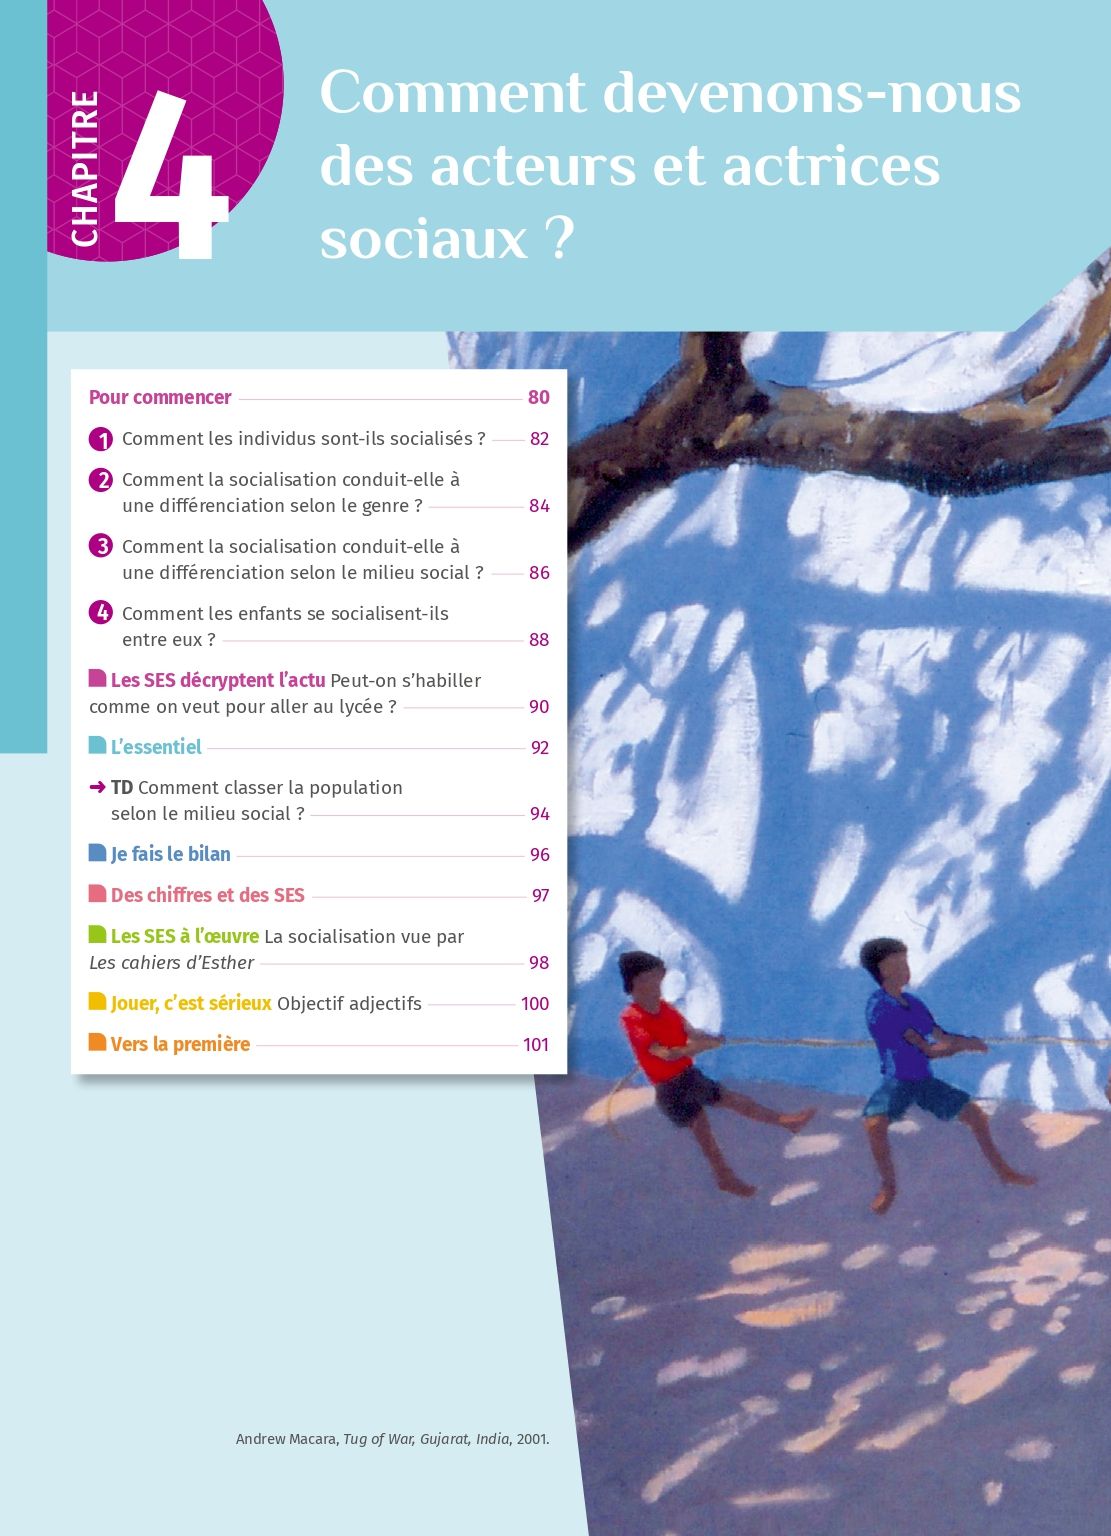 CHAPITRE
4
Comment devenons-nous
des acteurs et actrices
sociaux ?
Pour commencer 80
1 Comment les individus sont-ils socialisés ? 82
2 Comment la socialisation conduit-elle à
une différenciation selon le genre ? 84
3 Comment la socialisation conduit-elle à
une différenciation selon le milieu social ? 86
4 Comment les enfants se socialisent-ils
entre eux ? 88
Les SES décryptent l’actu Peut-on s’habiller
comme on veut pour aller au lycée ? 90
L’essentiel 92
➜ TD Comment classer la population
selon le milieu social ? 94
Je fais le bilan 96
Des chiffres et des SES 97
Les SES à l’œuvre La socialisation vue par
Les cahiers d’Esther 98
Jouer, c’est sérieux Objectif adjectifs 100
Vers la première 101
Andrew Macara, Tug of War, Gujarat, India, 2001.